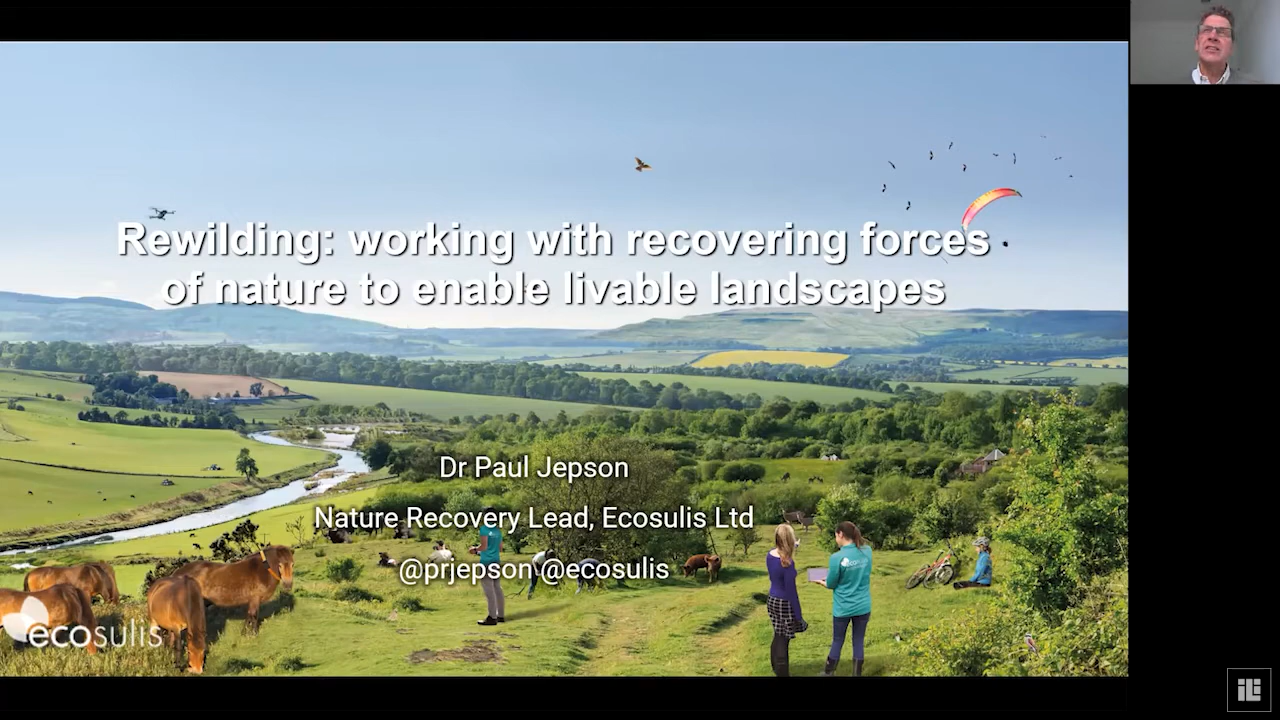 Rewilding: working with recovering forces
of nature to enable livable landscapes
Dr Paul Jepson
Nature Recovery Lead, Ecosulis Ltd
@prjepson @ecosulis
ecosulis